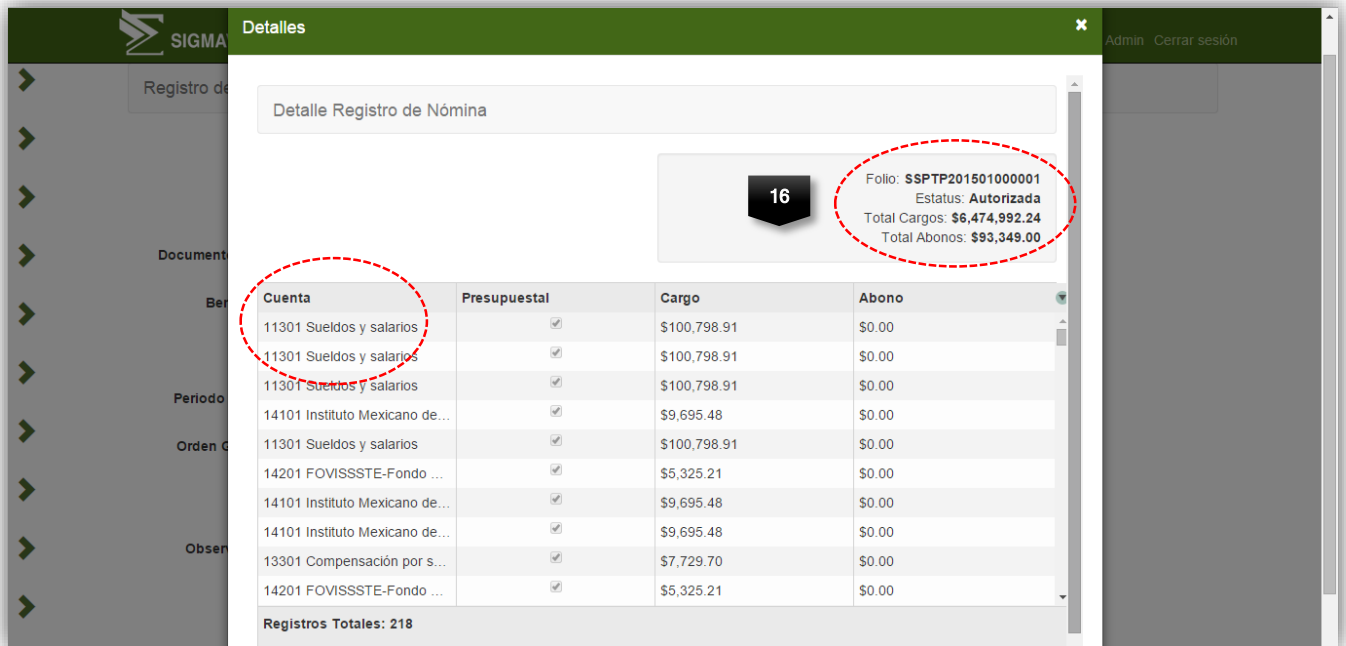 Detalles
SIGMA
Admin Cerrar sesión
Registro de
Detalle Registro de Nómina
16
Folio: SSPTP201501000001
Estatus: Autorizada
Total Cargos: $6,474,992.24
Total Abonos: $93,349.00
Documento
Ber
Periodo
Orden G
Obser
Cuenta Presupuestal Cargo Abono
11301 Sueldos y salarios $100,798.91 $0.00
11301 Sueldos y salarios $100,798.91 $0.00
11301 Sueldos y salarios $100,798.91 $0.00
14101 Instituto Mexicano de... $9,695.48 $0.00
11301 Sueldos y salarios $100,798.91 $0.00
14201 FOVISSSTE-Fondo ... $5,325.21 $0.00
14101 Instituto Mexicano de... $9,695.48 $0.00
14101 Instituto Mexicano de... $9,695.48 $0.00
13301 Compensación por s... $7,729.70 $0.00
14201 FOVISSSTE-Fondo ... $5,325.21 $0.00
Registros Totales: 218